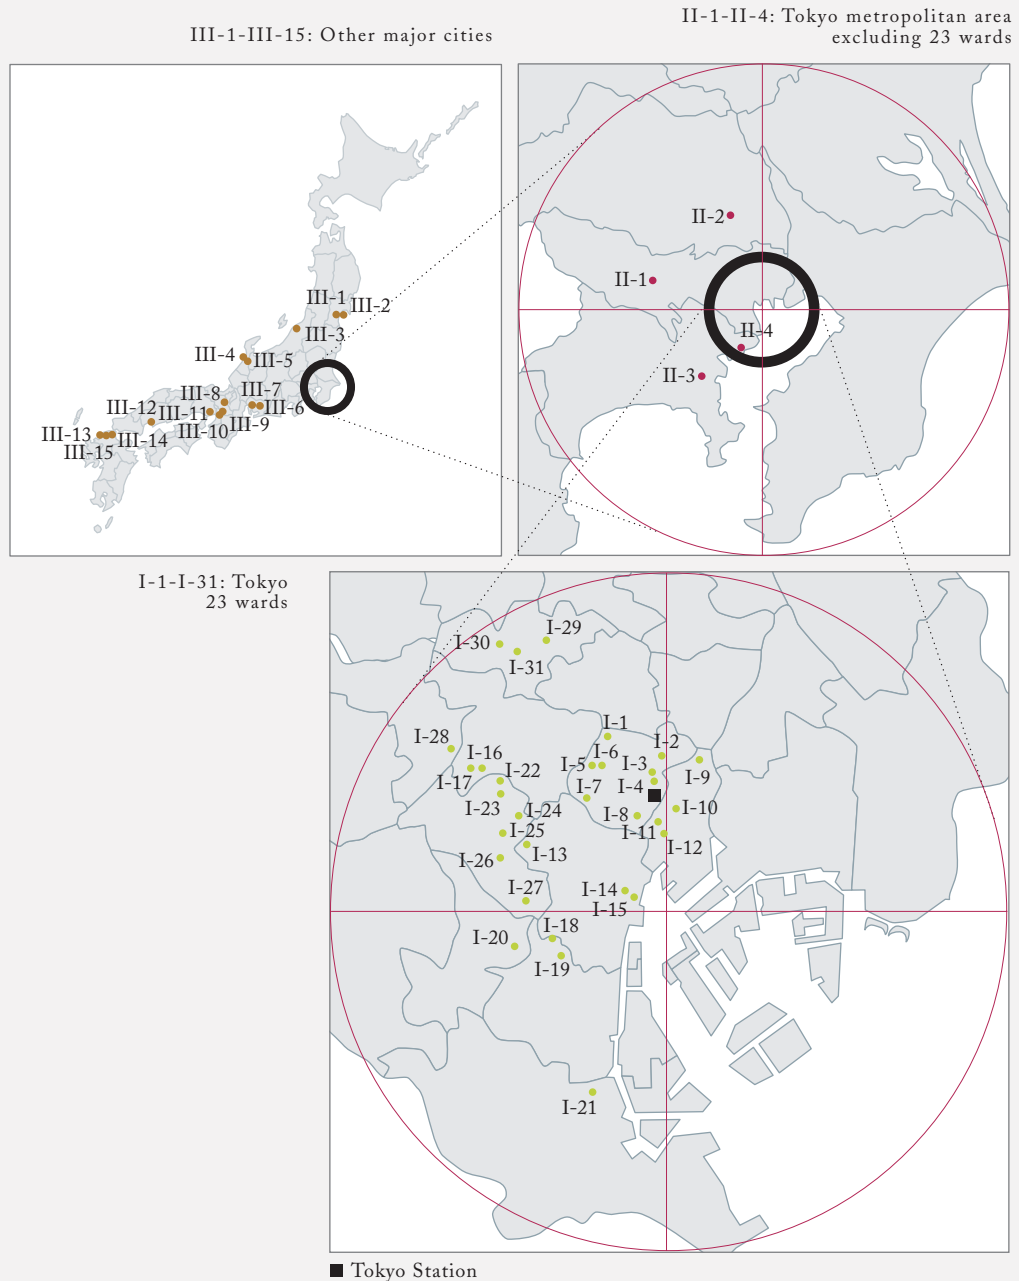 III-1-III-15: Other major cities
II-1-II-4: Tokyo metropolitan area
excluding 23 wards
III-1
III-2
III-3
III-4
III-5
III-8
III-7
III-12
III-11
III-6
III-10
III-9
III-13
III-14
III-15
II-2
II-1
II-4
II-3
I-1-I-31: Tokyo
23 wards
I-29
I-30
I-31
I-1
I-28
I-2
I-16
I-6
I-5
I-3
I-17
I-22
I-9
I-4
I-7
I-23
I-24
I-8
I-10
I-25
I-11
I-12
I-13
I-26
I-27
I-14
I-15
I-18
I-20
I-19
I-21
Tokyo Station